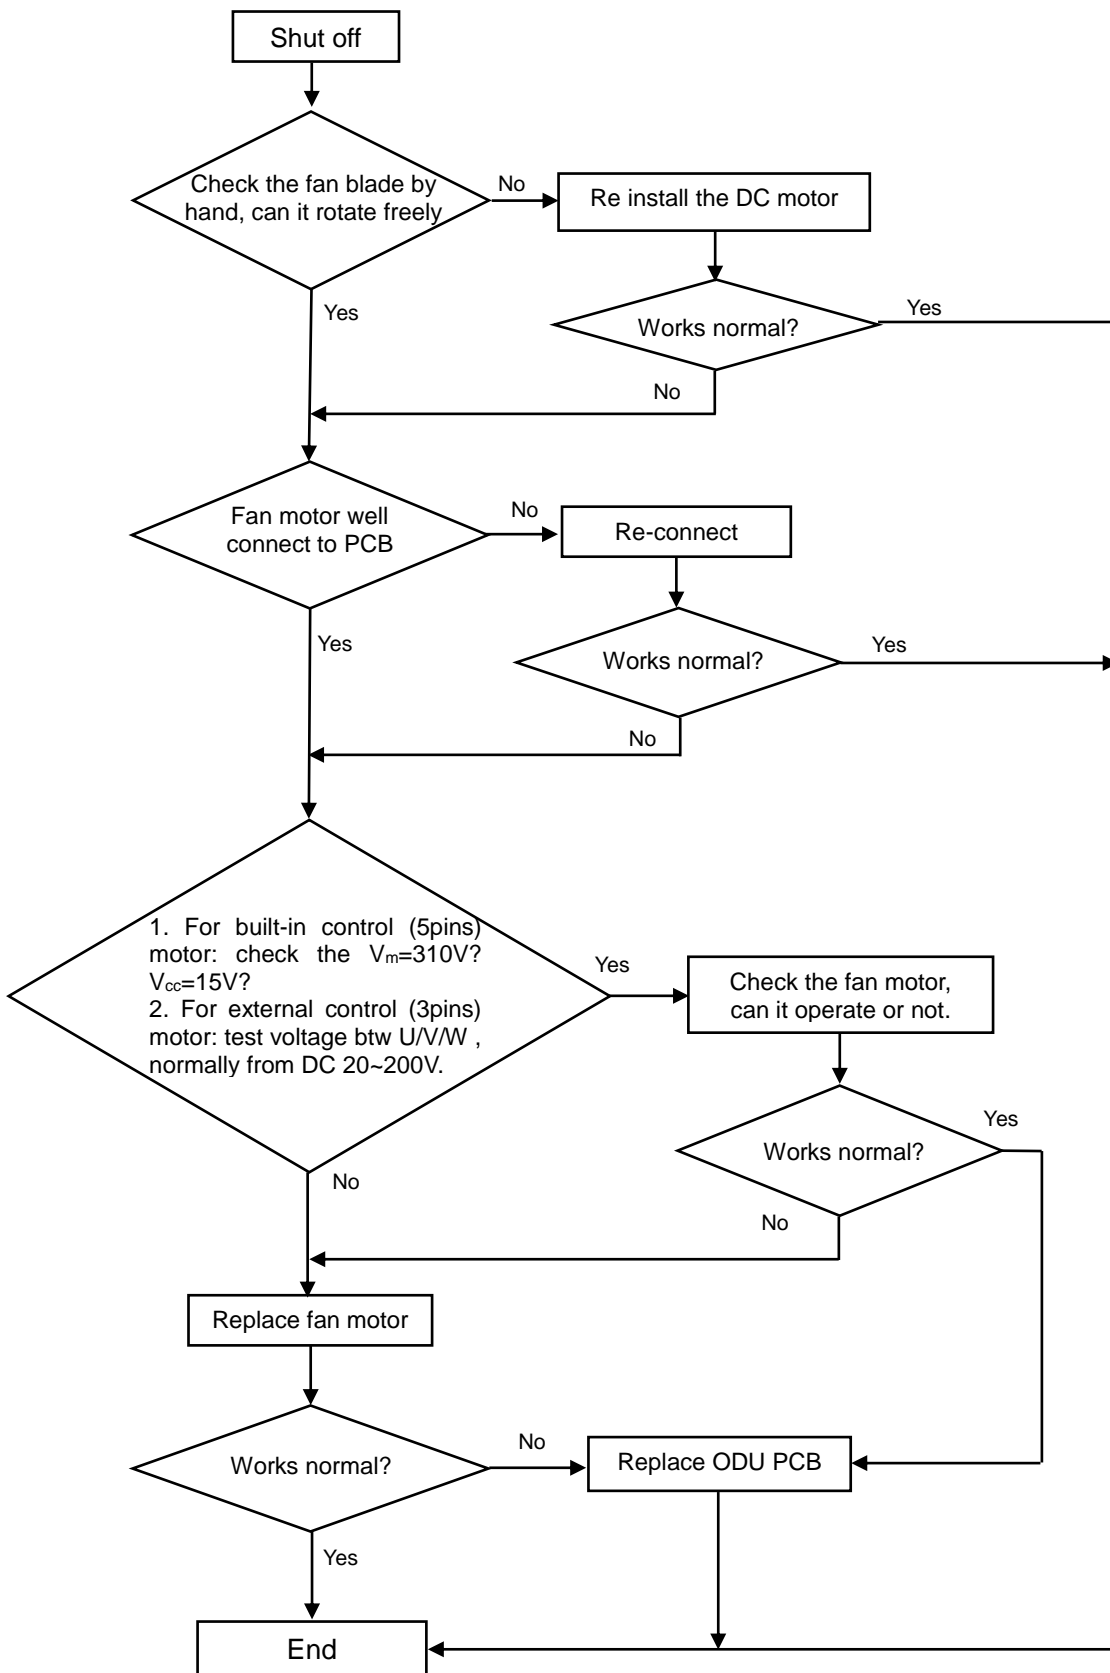 Shut off
Check the fan blade by
hand, can it rotate freely
No
Re install the DC motor
Yes
Works normal?
Yes
No
Fan motor well
connect to PCB
No
Re-connect
Yes
Works normal?
Yes
No
1. For built-in control (5pins)
motor: check the Vm=310V?
Vcc=15V?
2. For external control (3pins)
motor: test voltage btw U/V/W ,
normally from DC 20~200V.
Yes
Check the fan motor,
can it operate or not.
Works normal?
Yes
No
No
Replace fan motor
Works normal?
No
Replace ODU PCB
Yes
End